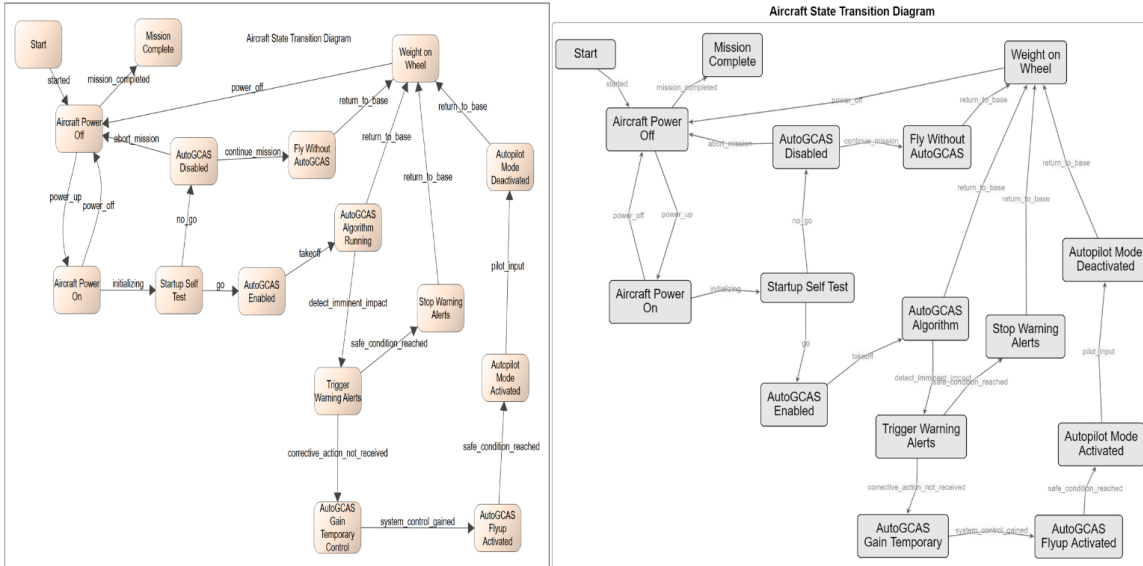 Aircraft State Transition Diagram
Start
Mission
Complete
Weight on
Wheel
started
mission_completed
power_off
return_to_base
return_to_base
Aircraft Power
Off
abort_mission
AutoGCAS
Disabled
continue_mission
Fly Without
AutoGCAS
return_to_base
Autopilot
Mode
Deactivated
return_to_base
power_up
power_off
no_go
AutoGCAS
Algorithm
Running
takeoff
pilot_input
Aircraft Power
On
initializing
Startup Self
Test
go
AutoGCAS
Enabled
detect_imminent_impact
Stop Warning
Alerts
safe_condition_reached
Trigger
Warning Alerts
Autopilot
Mode
Activated
corrective_action_not_received
safe_condition_reached
AutoGCAS
Gain
Temporary
Control
system_control_gained
AutoGCAS
Flyup
Activated
Aircraft State Transition Diagram
Start
Mission
Complete
Weight on
Wheel
started
mission_completed
power_off
return_to_base
Aircraft Power
Off
abort_mission
AutoGCAS
Disabled
continue_mission
Fly Without
AutoGCAS
return_to_base
return_to_base
return_to_base
power_off
power_up
no_go
Autopilot Mode
Deactivated
Aircraft Power
On
initializing
Startup Self Test
AutoGCAS
Algorithm
Stop Warning
Alerts
go
takeoff
pilot_input
detect_imminent_impact
safe_condition_reached
AutoGCAS
Enabled
Trigger Warning
Alerts
Autopilot Mode
Activated
corrective_action_not_received
safe_condition_reached
AutoGCAS
Gain Temporary
system_control_gained
AutoGCAS
Flyup Activated